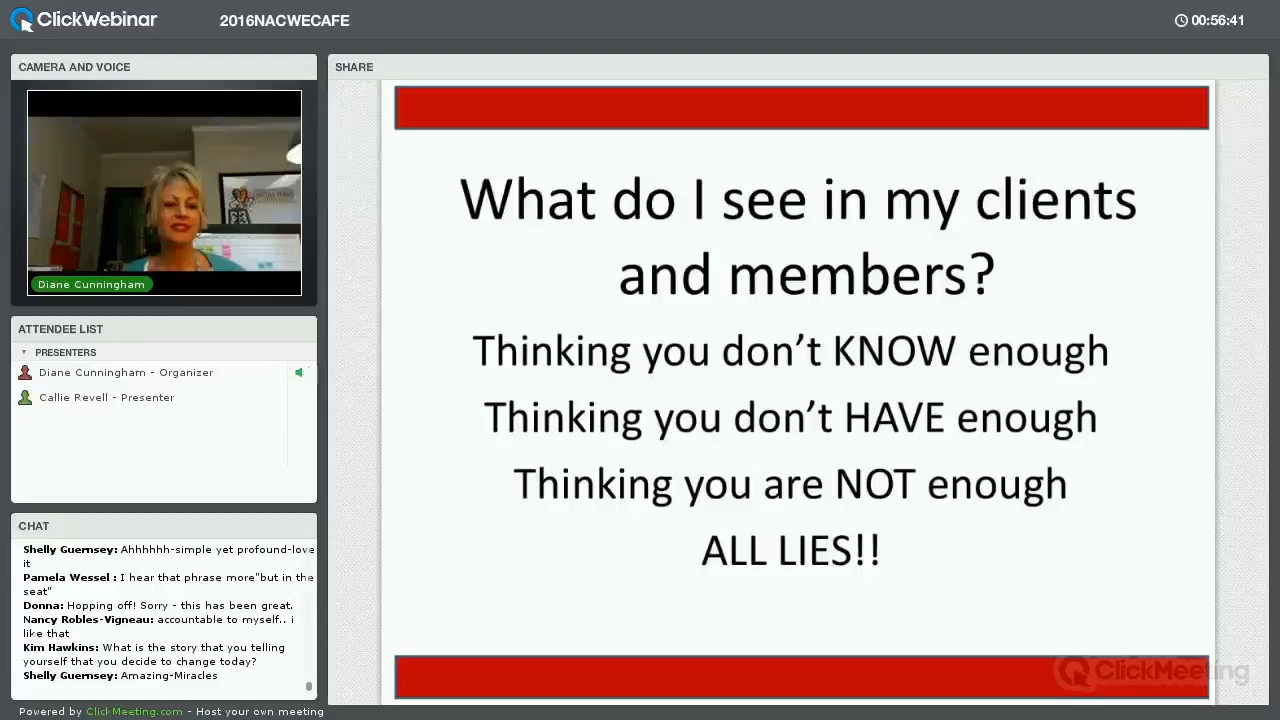 ClickWebinar
2016NACWECAFE
00:56:41
CAMERA AND VOICE
SHARE
Diane Cunningham
ATTENDEE LIST
PRESENTERS
Diane Cunningham - Organizer
Callie Revell - Presenter
CHAT
Shelly Guernsey: Ahhhhhh-simple yet profound-love
it
Pamela Wessel : I hear that phrase more"but in the
seat"
Donna: Hopping off! Sorry - this has been great.
Nancy Robles-Vigneau: accountable to myself.. i
like that
Kim Hawkins: What is the story that you telling
yourself that you decide to change today?
Shelly Guernsey: Amazing-Miracles
What do I see in my clients
and members?
Thinking you don't KNOW enough
Thinking you don't HAVE enough
Thinking you are NOT enough
ALL LIES!!
ClickMeeting
Powered by ClickMeeting.com - Host your own meeting